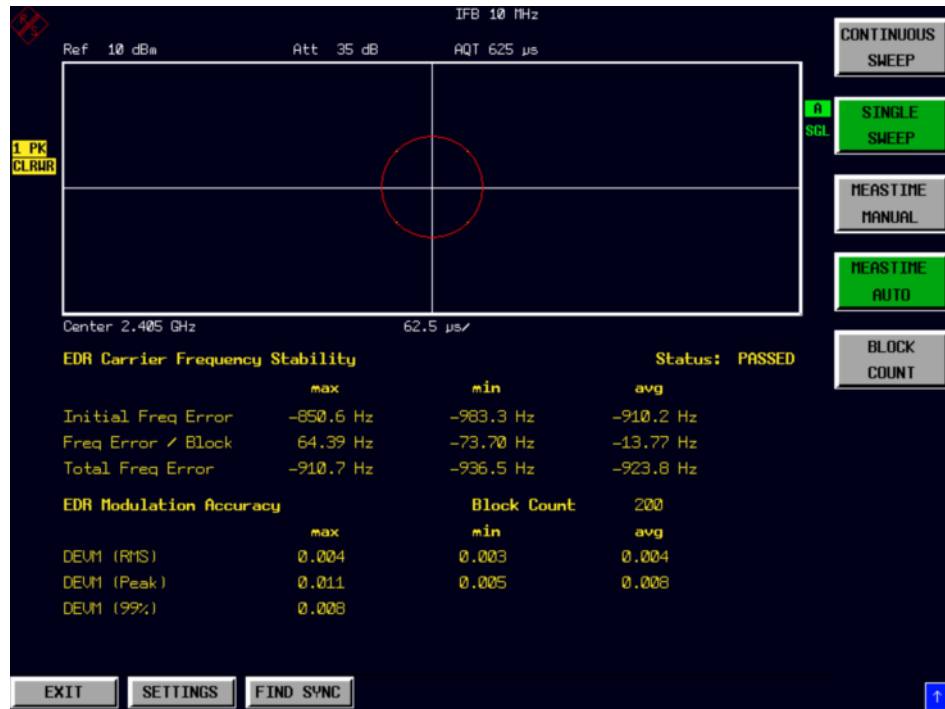 IFB 10 MHz
Ref 10 dBm Att 35 dB AQT 625 µs
CONTINUOUS
SWEEP
A
SGL
SINGLE
SWEEP
1 PK
CLRWR
MEASTIME
MANUAL
MEASTIME
AUTO
Center 2.405 GHz 62.5 µs/
BLOCK
COUNT
EDR Carrier Frequency Stability Status: PASSED
max min avg
Initial Freq Error -850.6 Hz -983.3 Hz -910.2 Hz
Freq Error / Block 64.39 Hz -73.70 Hz -13.77 Hz
Total Freq Error -910.7 Hz -936.5 Hz -923.8 Hz
EDR Modulation Accuracy Block Count 200
max min avg
DEVM (RMS) 0.004 0.003 0.004
DEVM (Peak) 0.011 0.005 0.008
DEVM (99%) 0.008
EXIT SETTINGS FIND SYNC